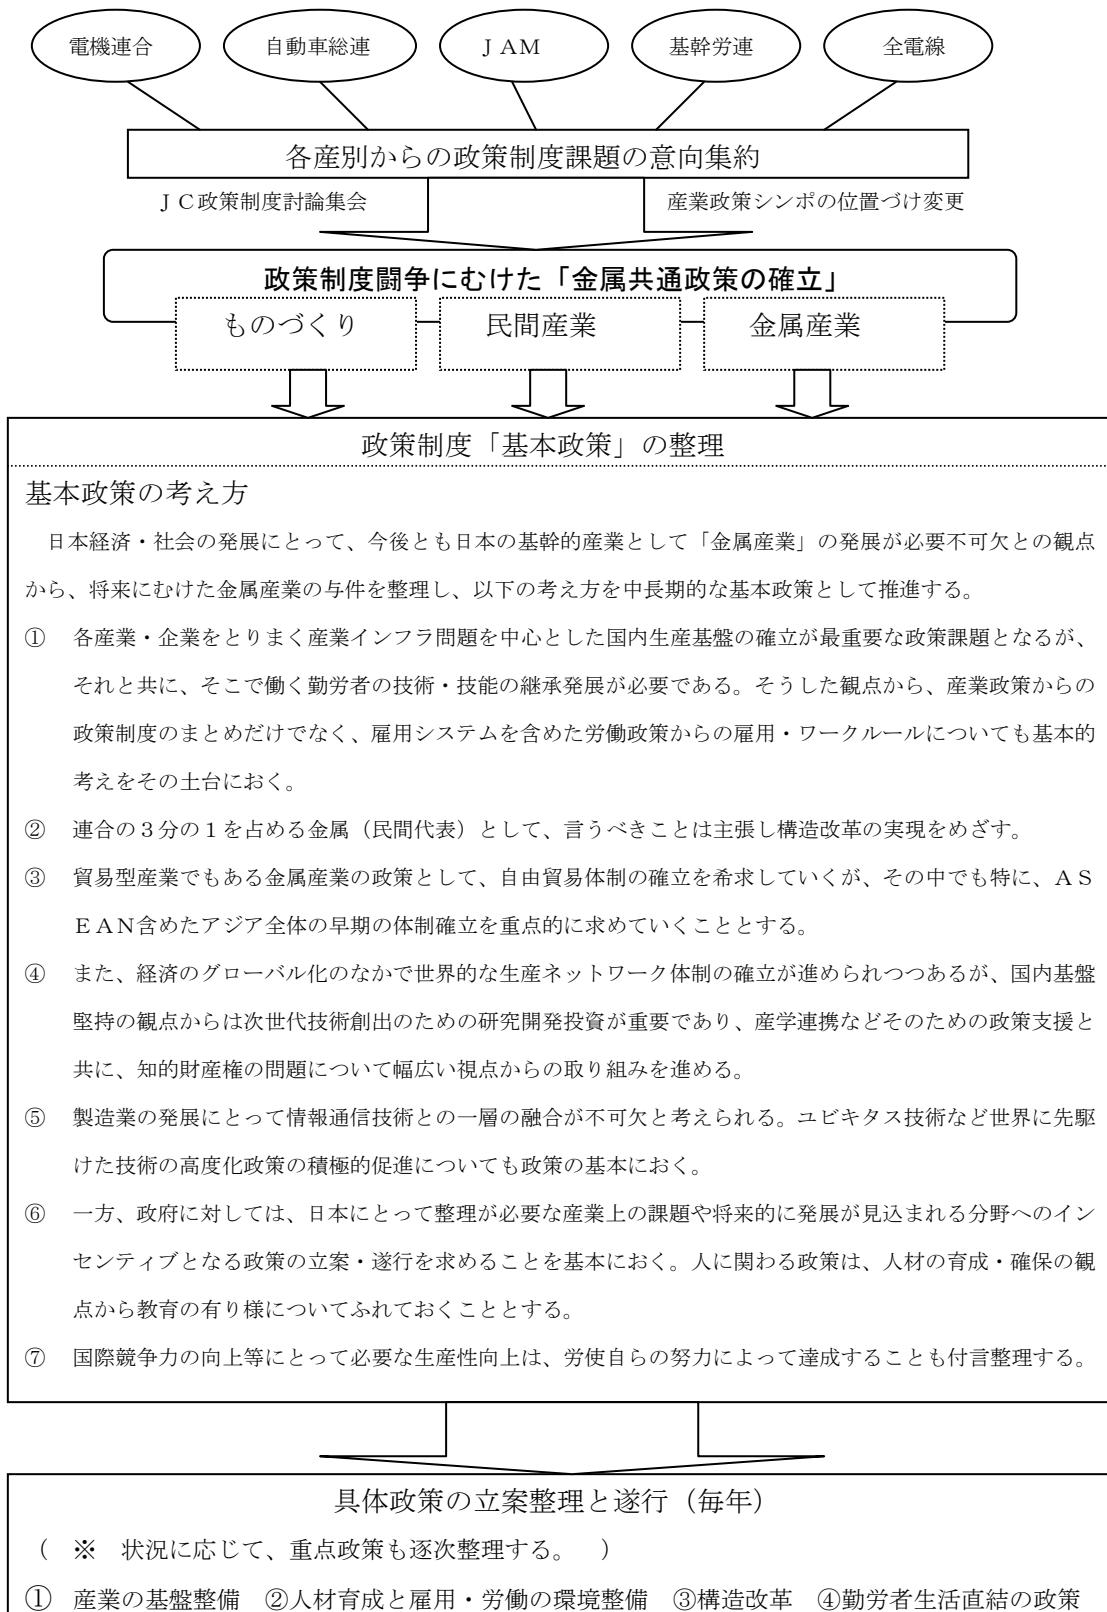 電機連合　自動車総連　ＪＡＭ　基幹労連　全電線
各産別からの政策制度課題の意向集約
ＪＣ政策制度討論集会　産業政策シンポの位置づけ変更
政策制度闘争にむけた「金属共通政策の確立」
ものづくり　民間産業　金属産業
政策制度「基本政策」の整理
基本政策の考え方
日本経済・社会の発展にとって、今後とも日本の基幹的産業として「金属産業」の発展が必要不可欠との観点
から、将来にむけた金属産業の与件を整理し、以下の考え方を中長期的な基本政策として推進する。
①　各産業・企業をとりまく産業インフラ問題を中心とした国内生産基盤の確立が最重要な政策課題となるが、
それと共に、そこで働く勤労者の技術・技能の継承発展が必要である。そうした観点から、産業政策からの
政策制度のまとめだけでなく、雇用システムを含めた労働政策からの雇用・ワークルールについても基本的
考えをその土台におく。
②　連合の３分の１を占める金属（民間代表）として、言うべきことは主張し構造改革の実現をめざす。
③　貿易型産業でもある金属産業の政策として、自由貿易体制の確立を希求していくが、その中でも特に、ＡＳ
ＥＡＮ含めたアジア全体の早期の体制確立を重点的に求めていくこととする。
④　また、経済のグローバル化のなかで世界的な生産ネットワーク体制の確立が進められつつあるが、国内基盤
堅持の観点からは次世代技術創出のための研究開発投資が重要であり、産学連携などそのための政策支援と
共に、知的財産権の問題について幅広い視点からの取り組みを進める。
⑤　製造業の発展にとって情報通信技術との一層の融合が不可欠と考えられる。ユビキタス技術など世界に先駆
けた技術の高度化政策の積極的促進についても政策の基本におく。
⑥　一方、政府に対しては、日本にとって整理が必要な産業上の課題や将来的に発展が見込まれる分野へのイン
センティブとなる政策の立案・遂行を求めることを基本におく。人に関わる政策は、人材の育成・確保の観
点から教育の有り様についてふれておくこととする。
⑦　国際競争力の向上等にとって必要な生産性向上は、労使自らの努力によって達成することも付言整理する。
具体政策の立案整理と遂行（毎年）
（　※　状況に応じて、重点政策も逐次整理する。　）
①　産業の基盤整備　②人材育成と雇用・労働の環境整備　③構造改革　④勤労者生活直結の政策